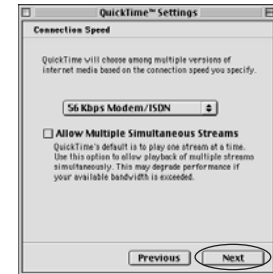 QuickTime™ Settings
Connection Speed
QuickTime will choose among multiple versions of
internet media based on the connection speed you specify.
56 Kbps Modem/ISDN
Allow Multiple Simultaneous Streams
QuickTime's default is to play one stream at a time.
Use this option to allow playback of multiple streams
simultaneously. This may degrade performance if
your available bandwidth is exceeded.
Previous Next